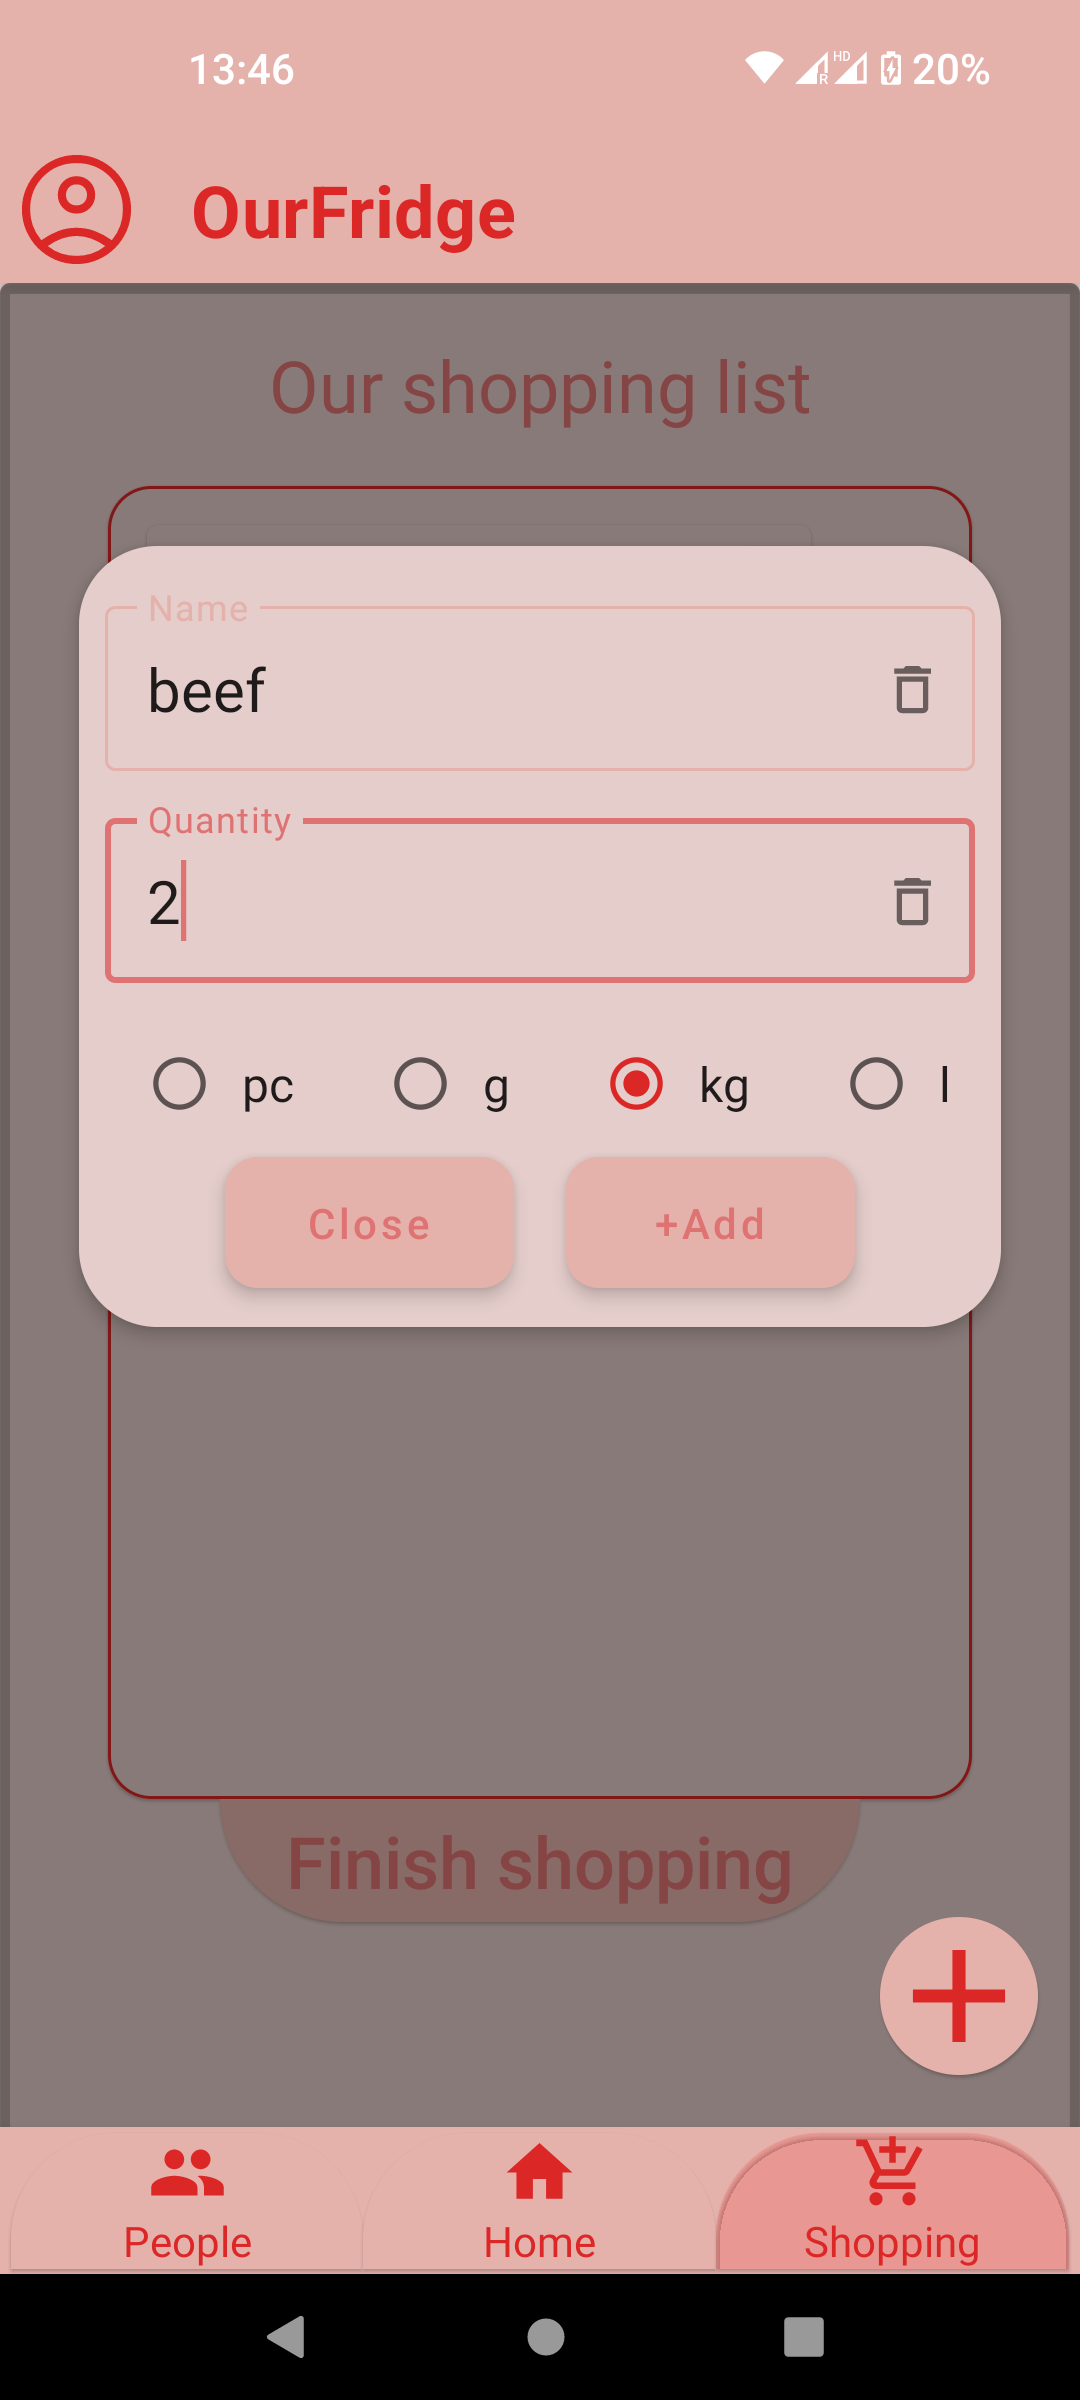 13:46 R HD 20%
OurFridge
Our shopping list
Name
beef
Quantity
2
pc g kg l
Close +Add
Finish shopping
People Home Shopping